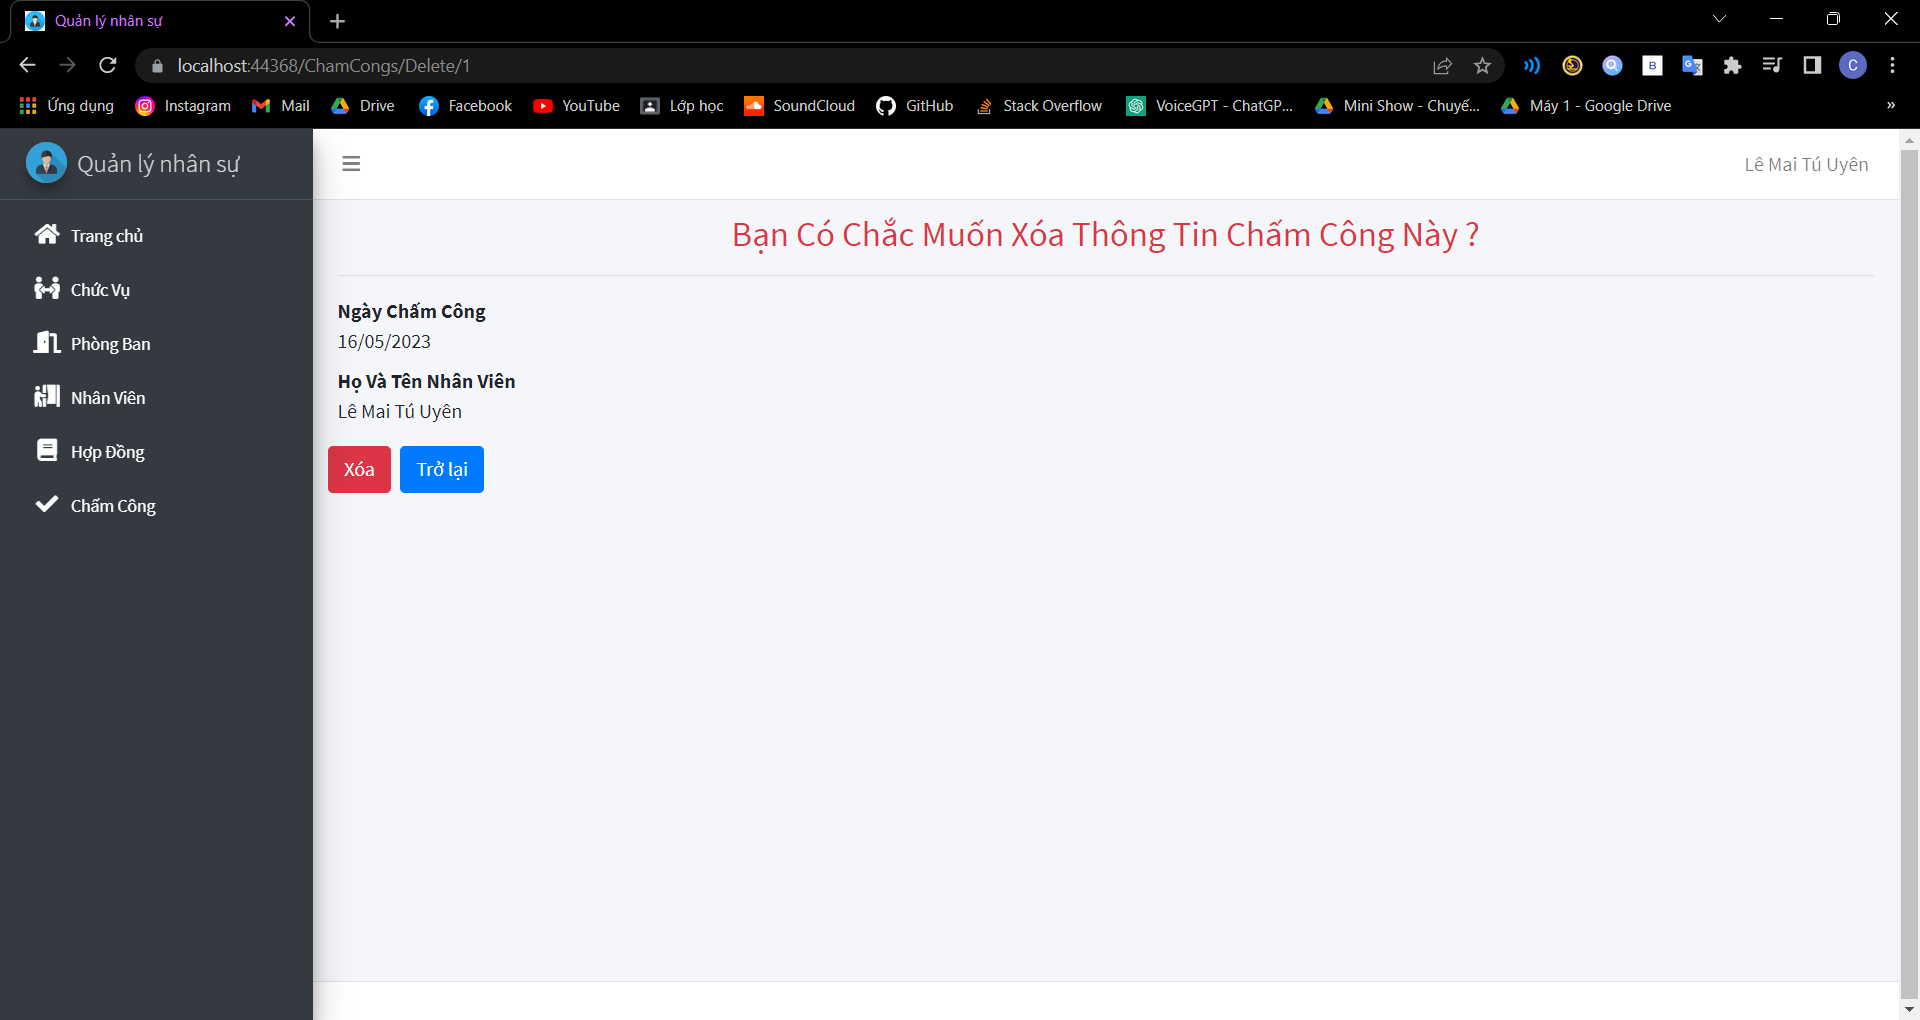 Quản lý nhân sự
localhost:44368/ChamCongs/Delete/1
C
Ứng dụng
Instagram
Mail
Drive
Facebook
YouTube
Lớp học
SoundCloud
GitHub
Stack Overflow
VoiceGPT - ChatGP...
Mini Show - Chuyế...
Máy 1 - Google Drive
»
Quản lý nhân sự
Lê Mai Tú Uyên
Trang chủ
Chức Vụ
Phòng Ban
Nhân Viên
Hợp Đồng
Chấm Công
Bạn Có Chắc Muốn Xóa Thông Tin Chấm Công Này ?
Ngày Chấm Công
16/05/2023
Họ Và Tên Nhân Viên
Lê Mai Tú Uyên
Xóa
Trở lại